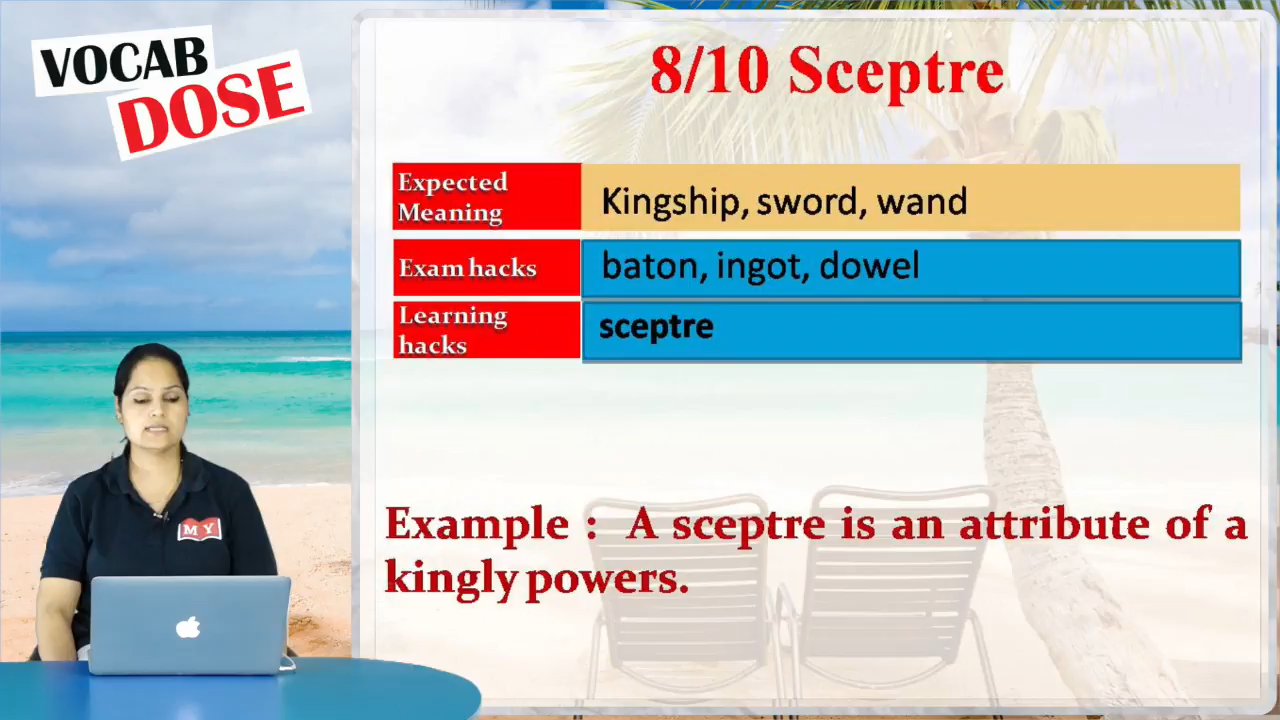 VOCAB
DOSE
8/10 Sceptre
Expected
Meaning
Kingship, sword, wand
Exam hacks
baton, ingot, dowel
Learning
hacks
sceptre
Example : A sceptre is an attribute of a
kingly powers.
MY